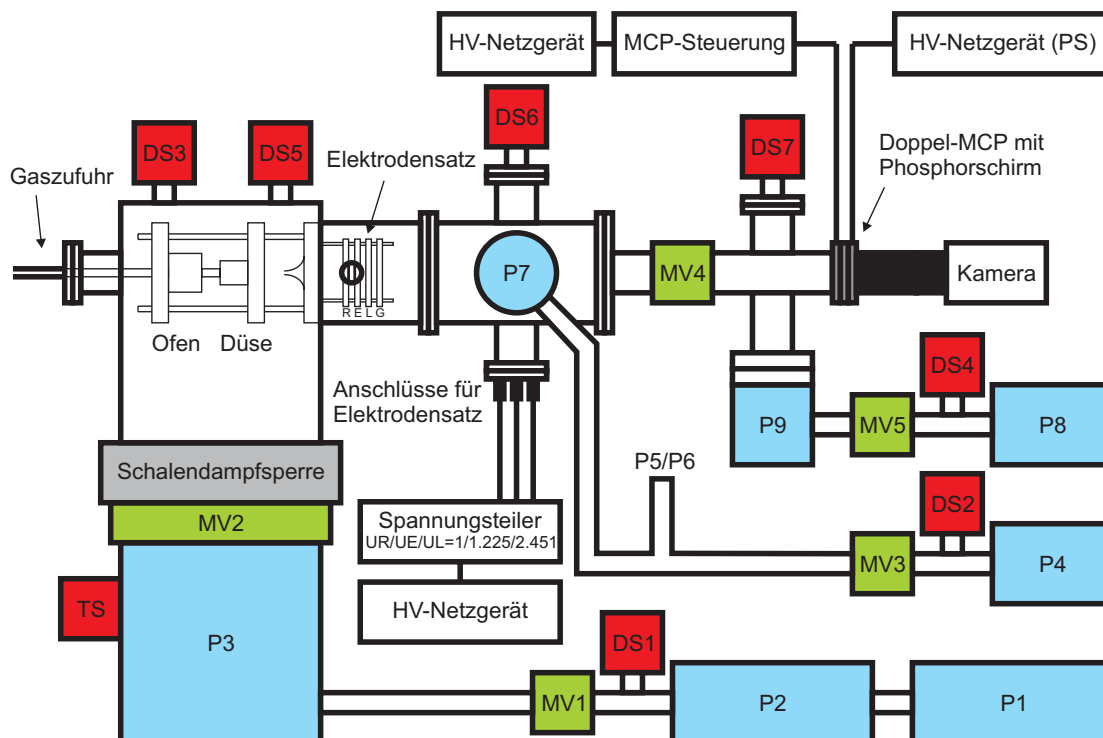 HV-Netzgerät
MCP-Steuerung
HV-Netzgerät (PS)
DS3
DS5
DS6
DS7
Elektrodensatz
Doppel-MCP mit
Phosphorschirm
Gaszufuhr
P7
MV4
Kamera
R E L G
Ofen
Düse
Anschlüsse für
Elektrodensatz
DS4
P9
MV5
P8
Schalendampfsperre
P5/P6
MV2
Spannungsteiler
UR/UE/UL=1/1.225/2.451
DS2
MV3
P4
TS
P3
HV-Netzgerät
DS1
MV1
P2
P1